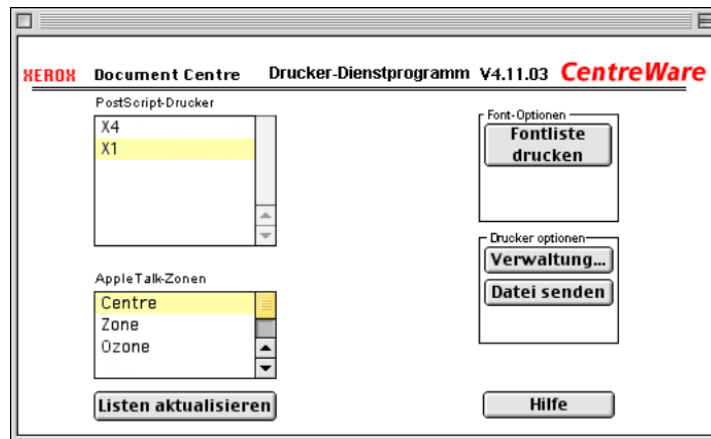 XEROX Document Centre Drucker-Dienstprogramm V4.11.03 CentreWare
PostScript-Drucker
X4
X1
AppleTalk-Zonen
Centre
Zone
Ozone
Listen aktualisieren
Font-Optionen
Fontliste
drucken
Drucker optionen
Verwaltung...
Datei senden
Hilfe